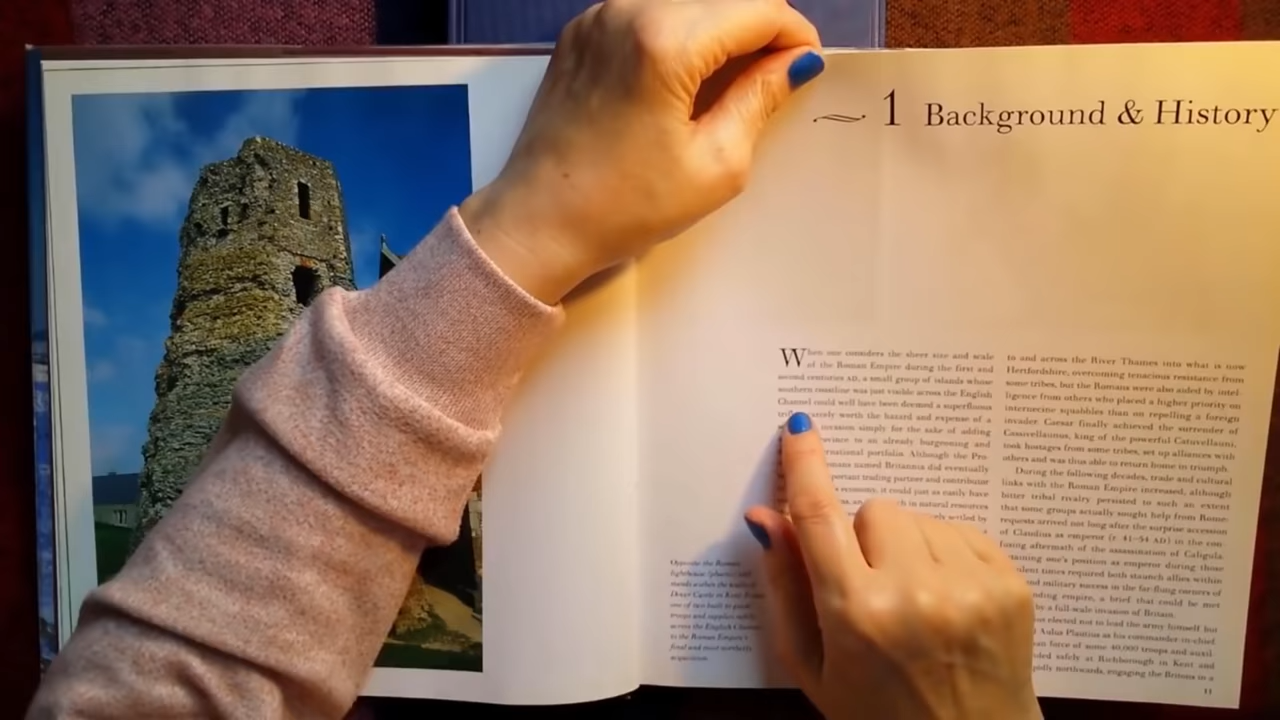 1 Background & History
When one considers the sheer size and scale
of the Roman Empire during the first and
second centuries AD, a small group of islands whose
southern coastline was just visible across the English
Channel could well have been deemed a superfluous
worth the hazard and expense of a
invasion simply for the sake of adding
to an already burgeoning and
portfolio. Although the
named Britannia did eventually
trading partner and contributor
economy, it could just as easily have
in natural resources
settled by
Opposite the Roman
lighthouse (pharos) still
stands within the walls of
Dover Castle in Kent
one of two built to guide
troops and supplies safely
across the English Channel
to the Roman Empire's
final and most northerly
acquisition.
to and across the River Thames into what is now
Hertfordshire, overcoming tenacious resistance from
some tribes, but the Romans were also aided by intel-
ligence from others who placed a higher priority on
internecine squabbles than on repelling a foreign
invader. Caesar finally achieved the surrender of
Cassivellaunus, king of the powerful Catuvellauni,
took hostages from some tribes, set up alliances with
others and was thus able to return home in triumph.
During the following decades, trade and cultural
links with the Roman Empire increased, although
bitter tribal rivalry persisted to such an extent
that some groups actually sought help from Rome:
requests arrived not long after the surprise accession
of Claudius as emperor (r. 41–54 AD) in the con-
fusing aftermath of the assassination of Caligula.
one's position as emperor during those
times required both staunch allies within
and military success in the far-flung corners of
empire, a brief that could be met
by a full-scale invasion of Britain.
elected not to lead the army himself but
Aulus Plautius as his commander-in-chief.
force of some 40,000 troops and auxil-
safely at Richborough in Kent and
northwards, engaging the Britons in a
11